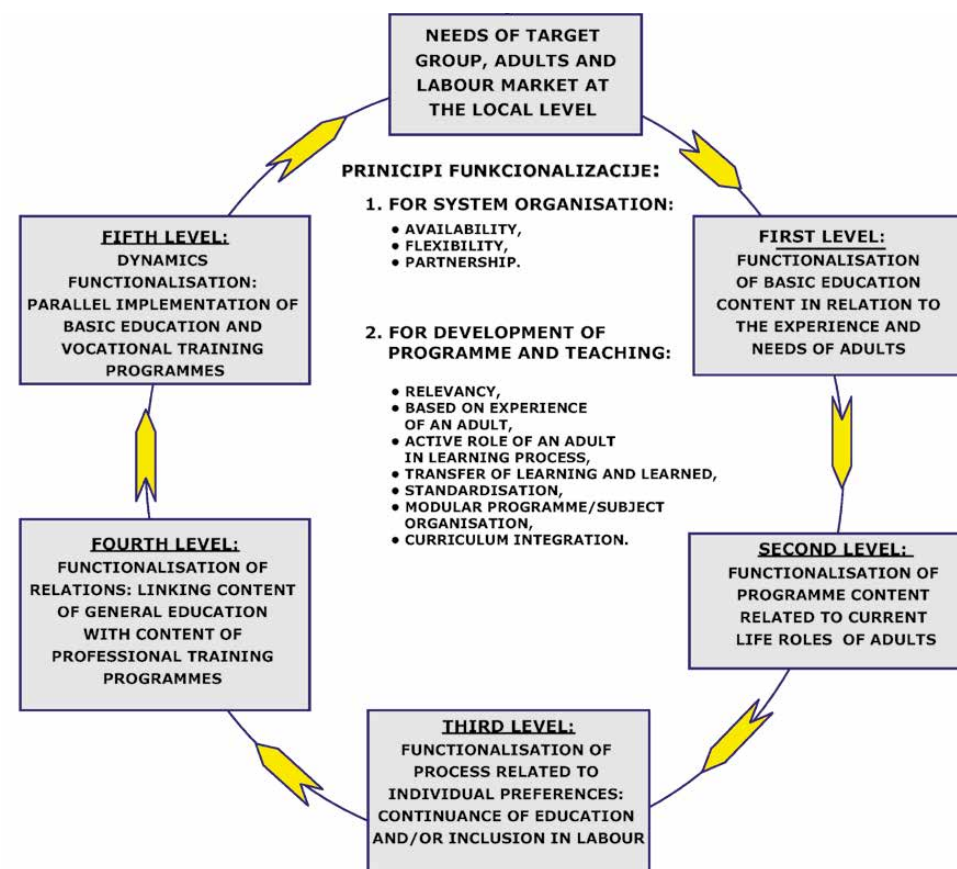 NEEDS OF TARGET
GROUP, ADULTS AND
LABOUR MARKET AT
THE LOCAL LEVEL
PRINICIPI FUNKCIONALIZACIJE:
1. FOR SYSTEM ORGANISATION:
• AVAILABILITY,
• FLEXIBILITY,
• PARTNERSHIP.
2. FOR DEVELOPMENT OF
PROGRAMME AND TEACHING:
• RELEVANCY,
• BASED ON EXPERIENCE
OF AN ADULT,
• ACTIVE ROLE OF AN ADULT
IN LEARNING PROCESS,
• TRANSFER OF LEARNING AND LEARNED,
• STANDARDISATION,
• MODULAR PROGRAMME/SUBJECT
ORGANISATION,
• CURRICULUM INTEGRATION.
FIRST LEVEL:
FUNCTIONALISATION
OF BASIC EDUCATION
CONTENT IN RELATION TO
THE EXPERIENCE AND
NEEDS OF ADULTS
SECOND LEVEL:
FUNCTIONALISATION OF
PROGRAMME CONTENT
RELATED TO CURRENT
LIFE ROLES OF ADULTS
THIRD LEVEL:
FUNCTIONALISATION OF
PROCESS RELATED TO
INDIVIDUAL PREFERENCES:
CONTINUANCE OF EDUCATION
AND/OR INCLUSION IN LABOUR
FOURTH LEVEL:
FUNCTIONALISATION OF
RELATIONS: LINKING CONTENT
OF GENERAL EDUCATION
WITH CONTENT OF
PROFESSIONAL TRAINING
PROGRAMMES
FIFTH LEVEL:
DYNAMICS
FUNCTIONALISATION:
PARALLEL IMPLEMENTATION OF
BASIC EDUCATION AND
VOCATIONAL TRAINING
PROGRAMMES